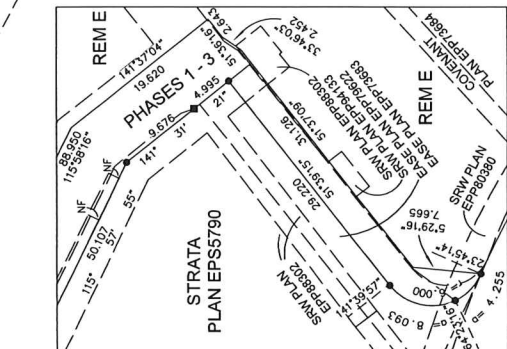 REM E
2.643
2.452
33°46'03"
141°37'04"
19.620
51°36'16"
PHASES 1 - 3
4.995
21"
88.950
115°58'16"
NF
NF
9.676
141°
31'
50.107
115°
57'
55"
51°37'09"
31.126
SRW PLAN EPP88302
SRW PLAN EPP94133
EASE PLAN EPP79622
EASE PLAN EPP73683
REM E
COVENANT
PLAN EPP73684
STRATA
PLAN EPS5790
29.220
51°39'15"
SRW PLAN
EPP88302
SRW PLAN
EPP80380
7.665
5°29'16"
141°39'57"
23°45'14"
8.093
a=
4.255